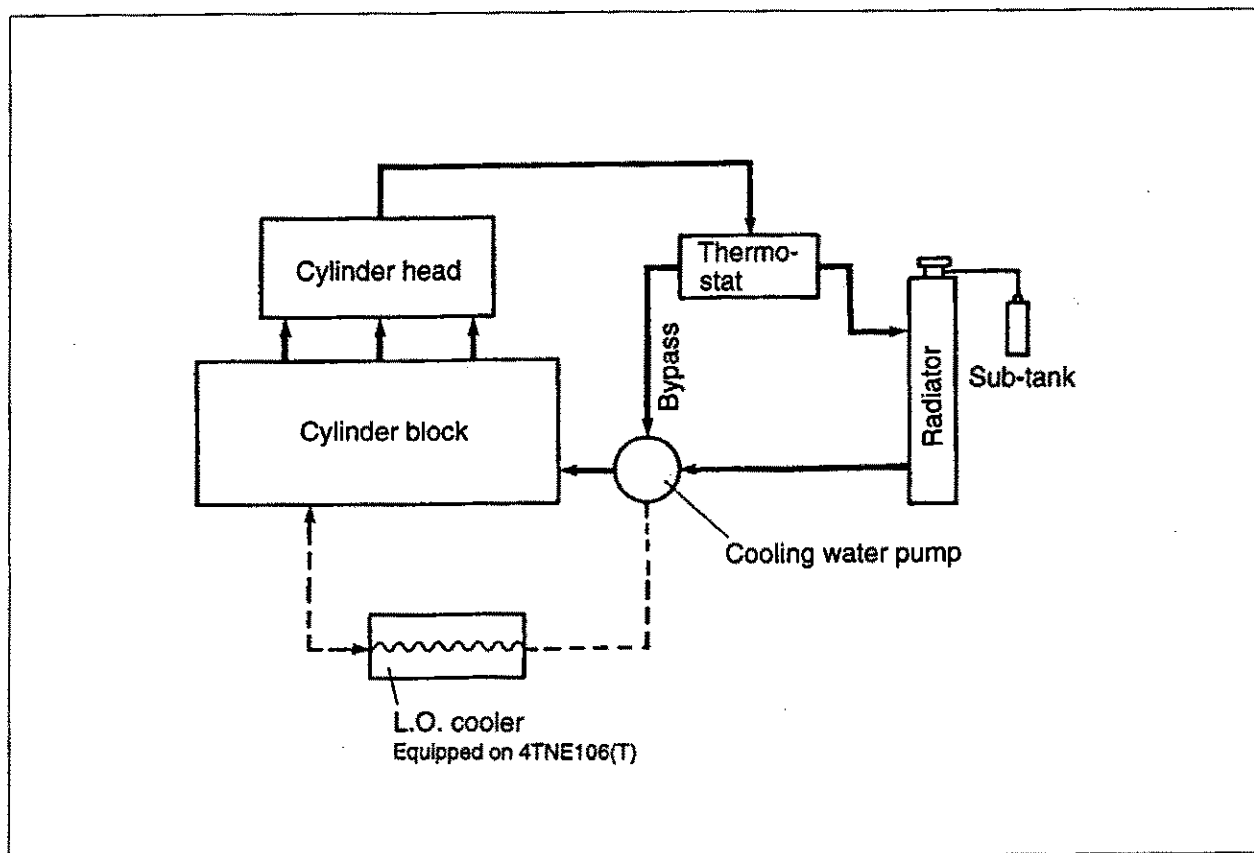 Cylinder head
Thermo-
stat
Bypass
Radiator
Sub-tank
Cylinder block
Cooling water pump
L.O. cooler
Equipped on 4TNE106(T)